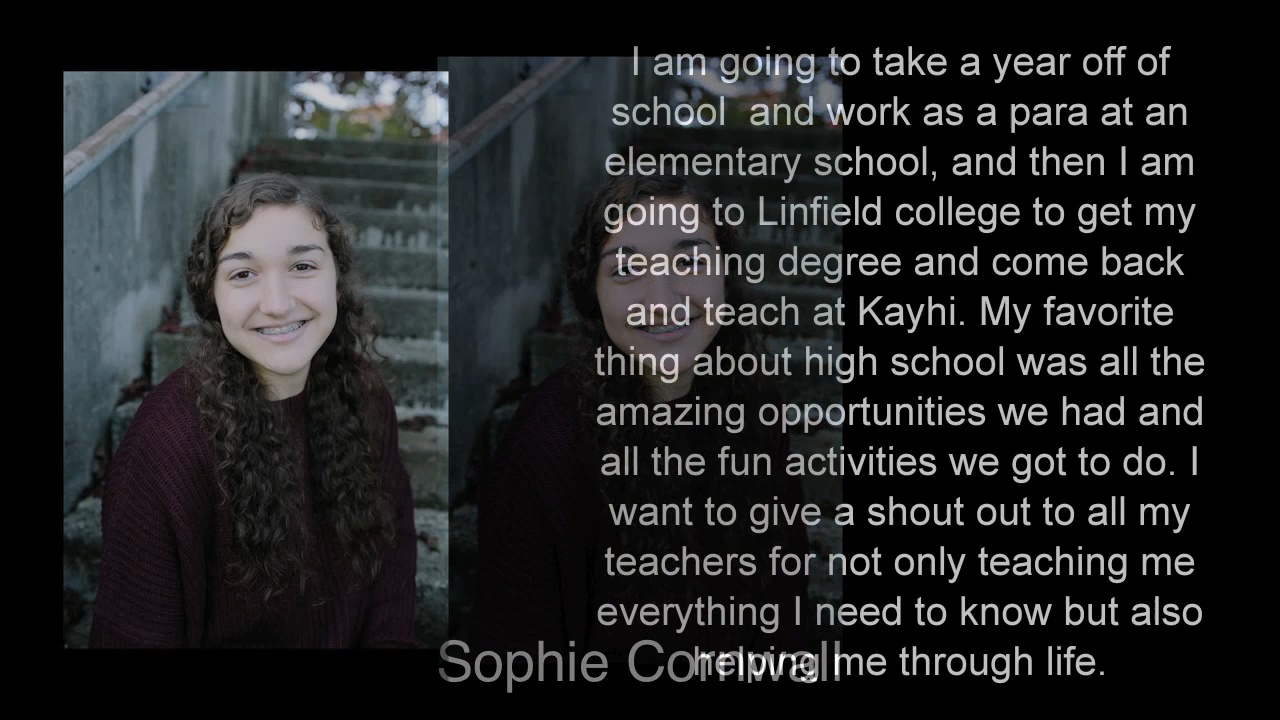 I am going to take a year off of
school  and work as a para at an
elementary school, and then I am
going to Linfield college to get my
teaching degree and come back
and teach at Kayhi. My favorite
thing about high school was all the
amazing opportunities we had and
all the fun activities we got to do. I
want to give a shout out to all my
teachers for not only teaching me
everything I need to know but also
helping me through life.
Sophie Cornwall